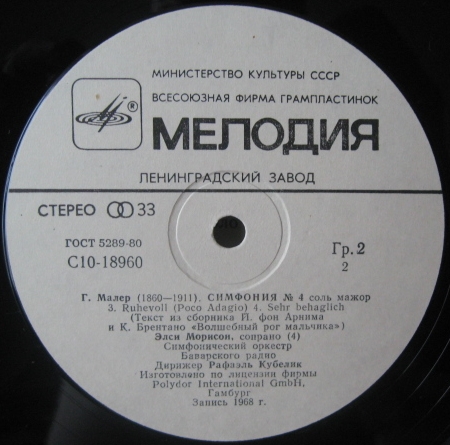 МИНИСТЕРСТВО КУЛЬТУРЫ СССР
ВСЕСОЮЗНАЯ ФИРМА ГРАМПЛАСТИНОК
®
МЕЛОДИЯ
ЛЕНИНГРАДСКИЙ ЗАВОД
СТЕРЕО 33
ГОСТ 5289-80
С10-18960
Гр.2
2
Г. Малер (1860—1911). СИМФОНИЯ № 4 соль мажор
3. Ruhevoll (Poco Adagio) 4. Sehr behaglich
(Текст из сборника И. фон Арнима
и К. Брентано «Волшебный рог мальчика»)
Элси Морисон, сопрано (4)
Симфонический оркестр
Баварского радио
Дирижер Рафаэль Кубелик
Изготовлено по лицензии фирмы
Polydor International GmbH,
Гамбург
Запись 1968 г.